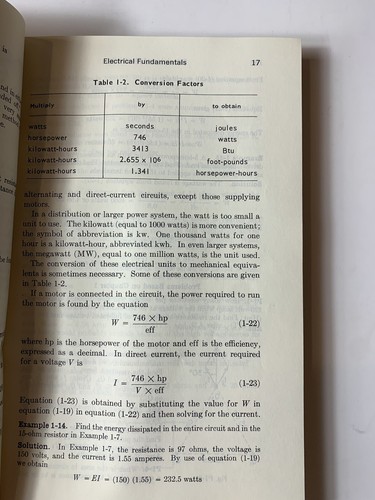 Electrical Fundamentals 17
Table 1-2. Conversion Factors
Multiply by to obtain
watts seconds joules
horsepower 746 watts
kilowatt-hours 3413 Btu
kilowatt-hours 2.655 × 10⁶ foot-pounds
kilowatt-hours 1.341 horsepower-hours
alternating and direct-current circuits, except those supplying
motors.
In a distribution or larger power system, the watt is too small a
unit to use. The kilowatt (equal to 1000 watts) is more convenient;
the symbol of abbreviation is kw. One thousand watts for one
hour is a kilowatt-hour, abbreviated kwh. In even larger systems,
the megawatt (MW), equal to one million watts, is the unit used.
The conversion of these electrical units to mechanical equiva-
lents is sometimes necessary. Some of these conversions are given
in Table 1-2.
If a motor is connected in the circuit, the power required to run
the motor is found by the equation
W = 746 × hp / eff (1-22)
where hp is the horsepower of the motor and eff is the efficiency,
expressed as a decimal. In direct current, the current required
for a voltage V is
I = 746 × hp / V × eff (1-23)
Equation (1-23) is obtained by substituting the value for W in
equation (1-19) in equation (1-22) and then solving for the current.
Example 1-14. Find the energy dissipated in the entire circuit and in the
15-ohm resistor in Example 1-7.
Solution. In Example 1-7, the resistance is 97 ohms, the voltage is
150 volts, and the current is 1.55 amperes. By use of equation (1-19)
we obtain
W = EI = (150) (1.55) = 232.5 watts